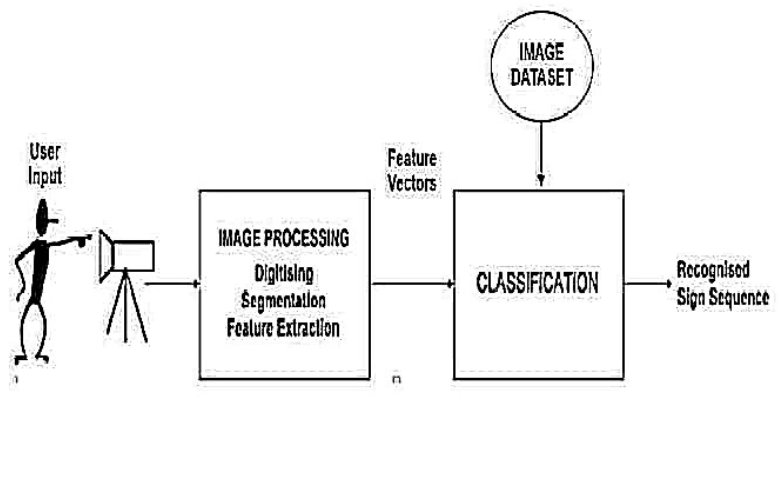 User
Input
IMAGE PROCESSING
Digitising
Segmentation
Feature Extraction
Feature
Vectors
IMAGE
DATASET
CLASSIFICATION
Recognised
Sign Sequence